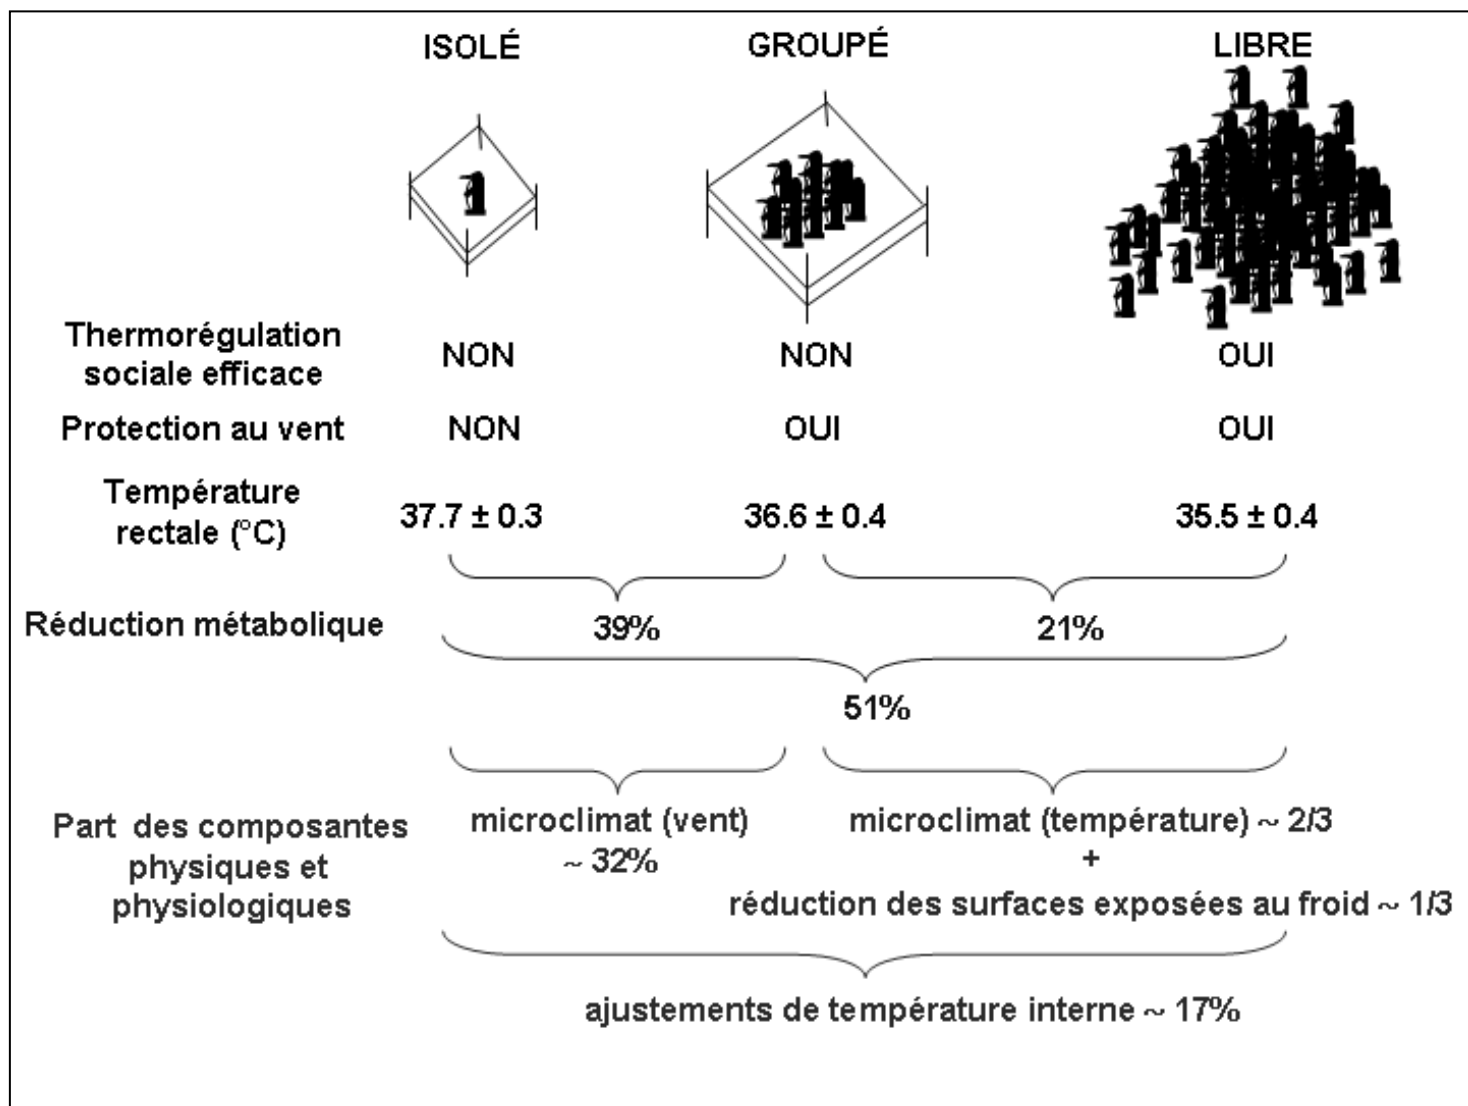 ISOLÉ GROUPÉ LIBRE
Thermorégulation
sociale efficace NON NON OUI
Protection au vent NON OUI OUI
Température
rectale (°C) 37.7 ± 0.3 36.6 ± 0.4 35.5 ± 0.4
Réduction métabolique 39% 21%
51%
Part des composantes
physiques et
physiologiques
microclimat (vent)
~ 32%
microclimat (température) ~ 2/3
+
réduction des surfaces exposées au froid ~ 1/3
ajustements de température interne ~ 17%